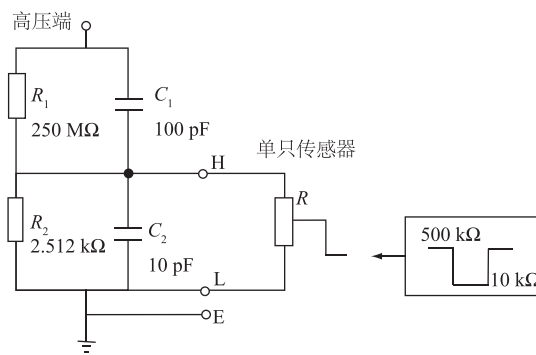 高压端
R1
250 MΩ
C1
100 pF
H
单只传感器
R
R2
2.512 kΩ
C2
10 pF
L
E
500 kΩ
10 kΩ